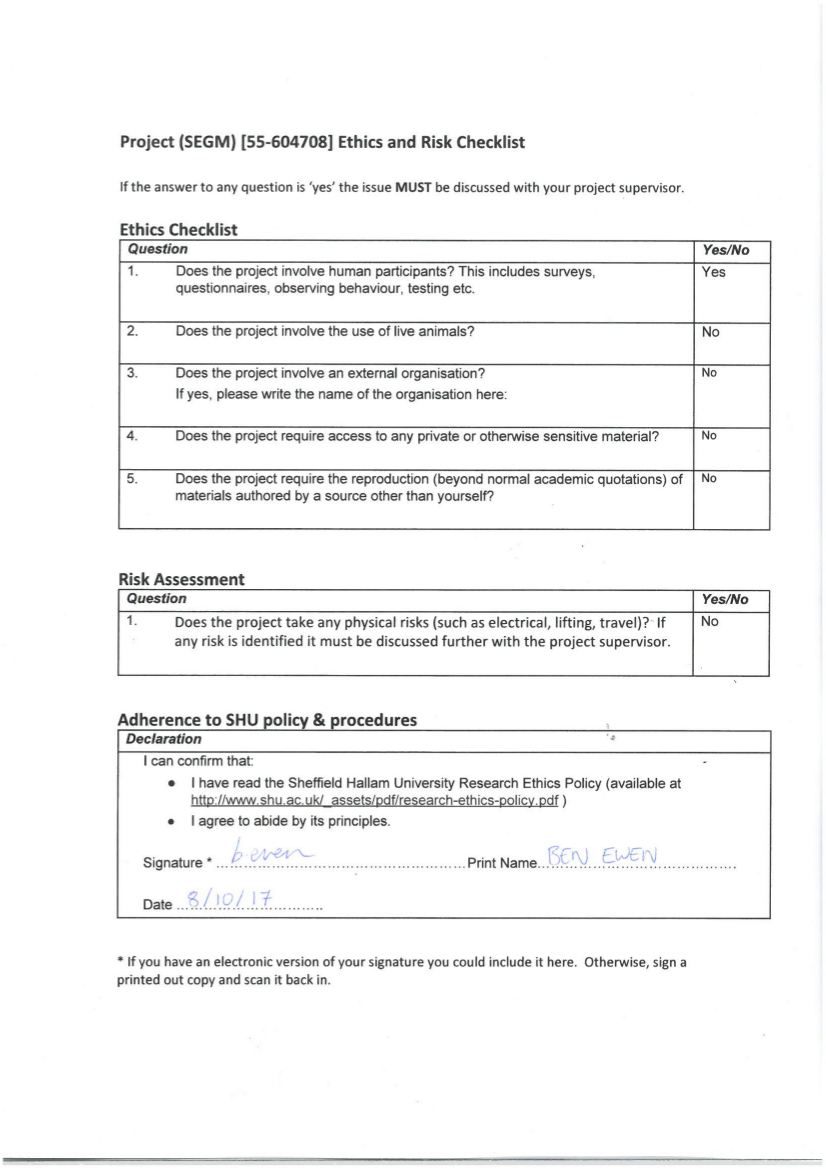 Project (SEGM) [55-604708] Ethics and Risk Checklist
If the answer to any question is 'yes' the issue MUST be discussed with your project supervisor.
Ethics Checklist
Question Yes/No
1. Does the project involve human participants? This includes surveys, Yes
questionnaires, observing behaviour, testing etc.
2. Does the project involve the use of live animals? No
3. Does the project involve an external organisation? No
If yes, please write the name of the organisation here:
4. Does the project require access to any private or otherwise sensitive material? No
5. Does the project require the reproduction (beyond normal academic quotations) of No
materials authored by a source other than yourself?
Risk Assessment
Question Yes/No
1. Does the project take any physical risks (such as electrical, lifting, travel)? If No
any risk is identified it must be discussed further with the project supervisor.
Adherence to SHU policy & procedures
Declaration
I can confirm that:
• I have read the Sheffield Hallam University Research Ethics Policy (available at
http://www.shu.ac.uk/_assets/pdf/research-ethics-policy.pdf )
• I agree to abide by its principles.
Signature * b.ewen Print Name BEN EWEN
Date 8/10/17
* If you have an electronic version of your signature you could include it here. Otherwise, sign a
printed out copy and scan it back in.